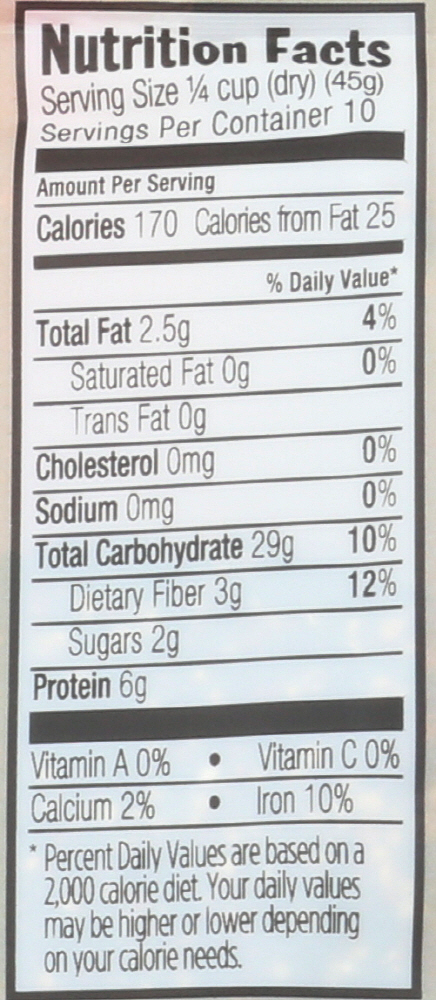 Nutrition Facts
Serving Size ¼ cup (dry) (45g)
Servings Per Container 10
Amount Per Serving
Calories 170 Calories from Fat 25
% Daily Value*
Total Fat 2.5g 4%
Saturated Fat 0g 0%
Trans Fat 0g
Cholesterol 0mg 0%
Sodium 0mg 0%
Total Carbohydrate 29g 10%
Dietary Fiber 3g 12%
Sugars 2g
Protein 6g
Vitamin A 0% • Vitamin C 0%
Calcium 2% • Iron 10%
* Percent Daily Values are based on a
2,000 calorie diet. Your daily values
may be higher or lower depending
on your calorie needs.